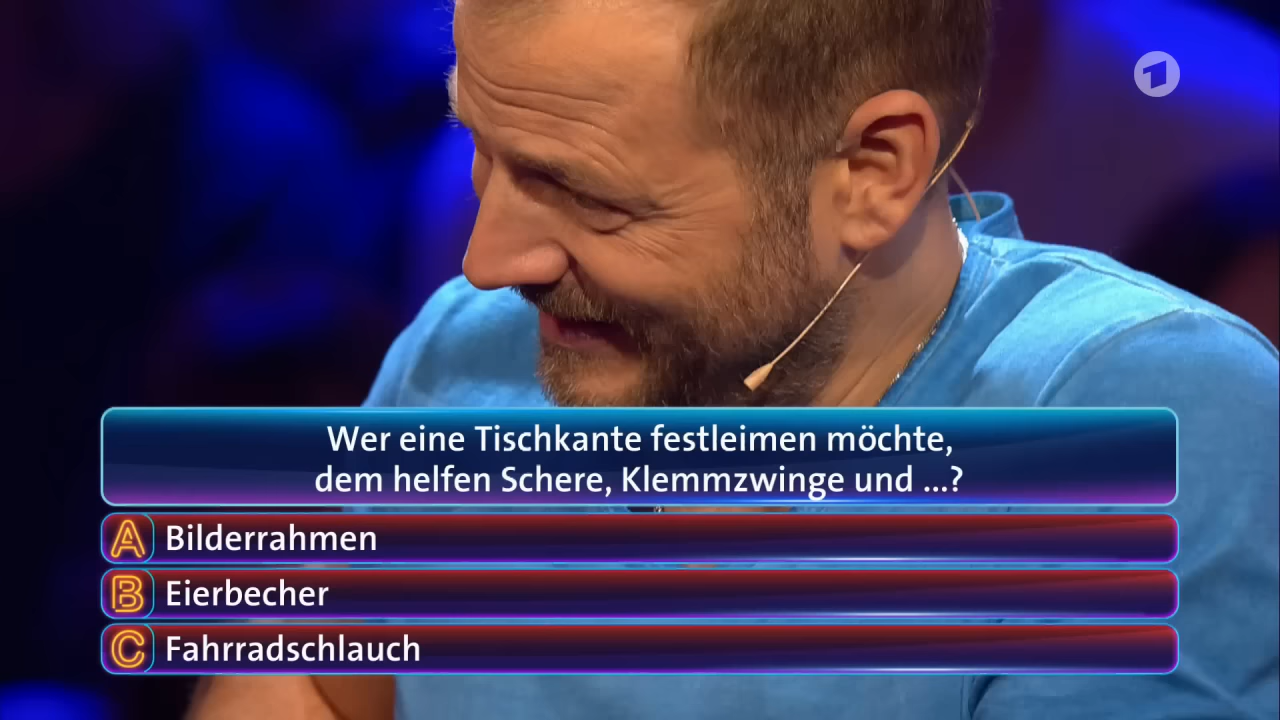 Wer eine Tischkante festleimen möchte,
dem helfen Schere, Klemmzwinge und ...?
A Bilderrahmen
B Eierbecher
C Fahrradschlauch
1